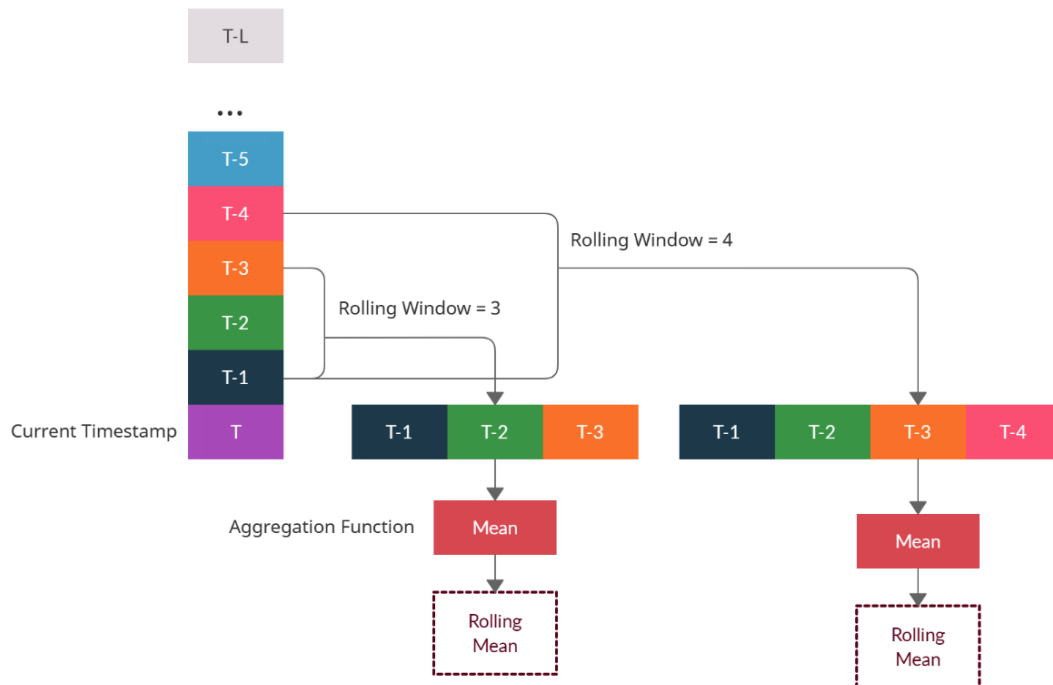 T-L
...
T-5
T-4
Rolling Window = 4
T-3
Rolling Window = 3
T-2
T-1
Current Timestamp T
T-1 T-2 T-3
T-1 T-2 T-3 T-4
Aggregation Function
Mean
Mean
Rolling
Mean
Rolling
Mean